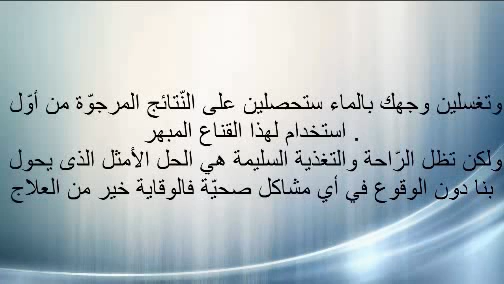 وتغسلين وجهك بالماء ستحصلين على النّتائج المرجوّة من أوّل
استخدام لهذا القناع المبهر .
ولكن تظل الرّاحة والتغذية السليمة هي الحل الأمثل الذى يحول
بنا دون الوقوع في أي مشاكل صحيّة فالوقاية خير من العلاج